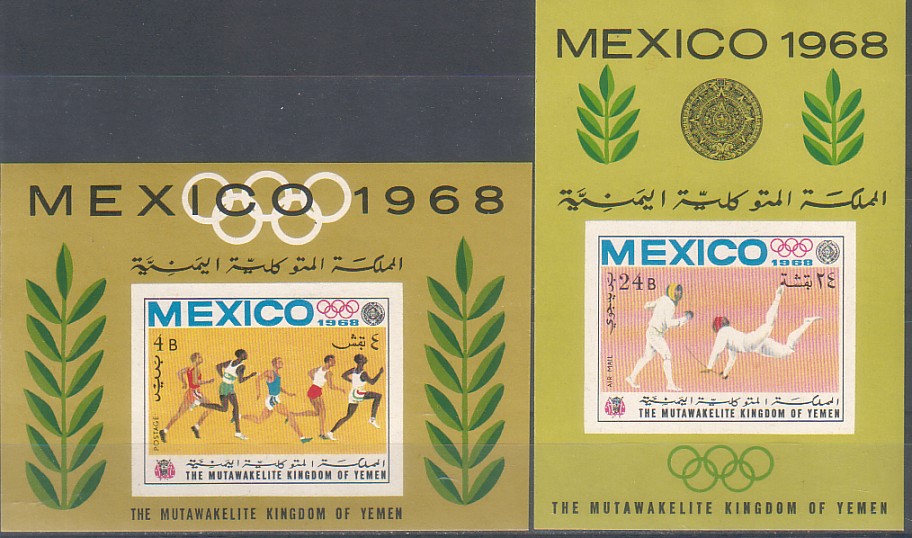 MEXICO 1968
المملكة المتوكلية اليمنية
MEXICO
1968
4 B
٤ بقش
بريد
POSTAGE
المملكة المتوكلية اليمنية
THE MUTAWAKELITE KINGDOM OF YEMEN
THE MUTAWAKELITE KINGDOM OF YEMEN
MEXICO 1968
المملكة المتوكلية اليمنية
MEXICO
1968
24 B
٢٤ بقشة
بريد جوي
AIR MAIL
المملكة المتوكلية اليمنية
THE MUTAWAKELITE KINGDOM OF YEMEN
THE MUTAWAKELITE KINGDOM OF YEMEN